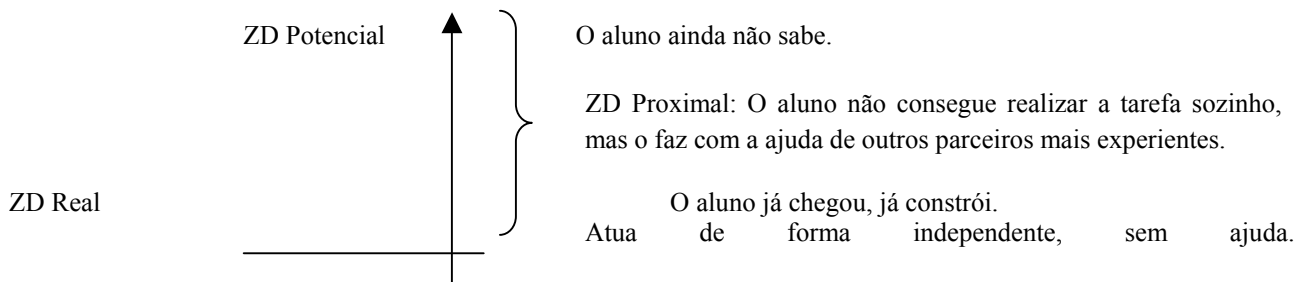 ZD Potencial
O aluno ainda não sabe.
ZD Proximal: O aluno não consegue realizar a tarefa sozinho,
mas o faz com a ajuda de outros parceiros mais experientes.
ZD Real
O aluno já chegou, já constrói.
Atua de forma independente, sem ajuda.